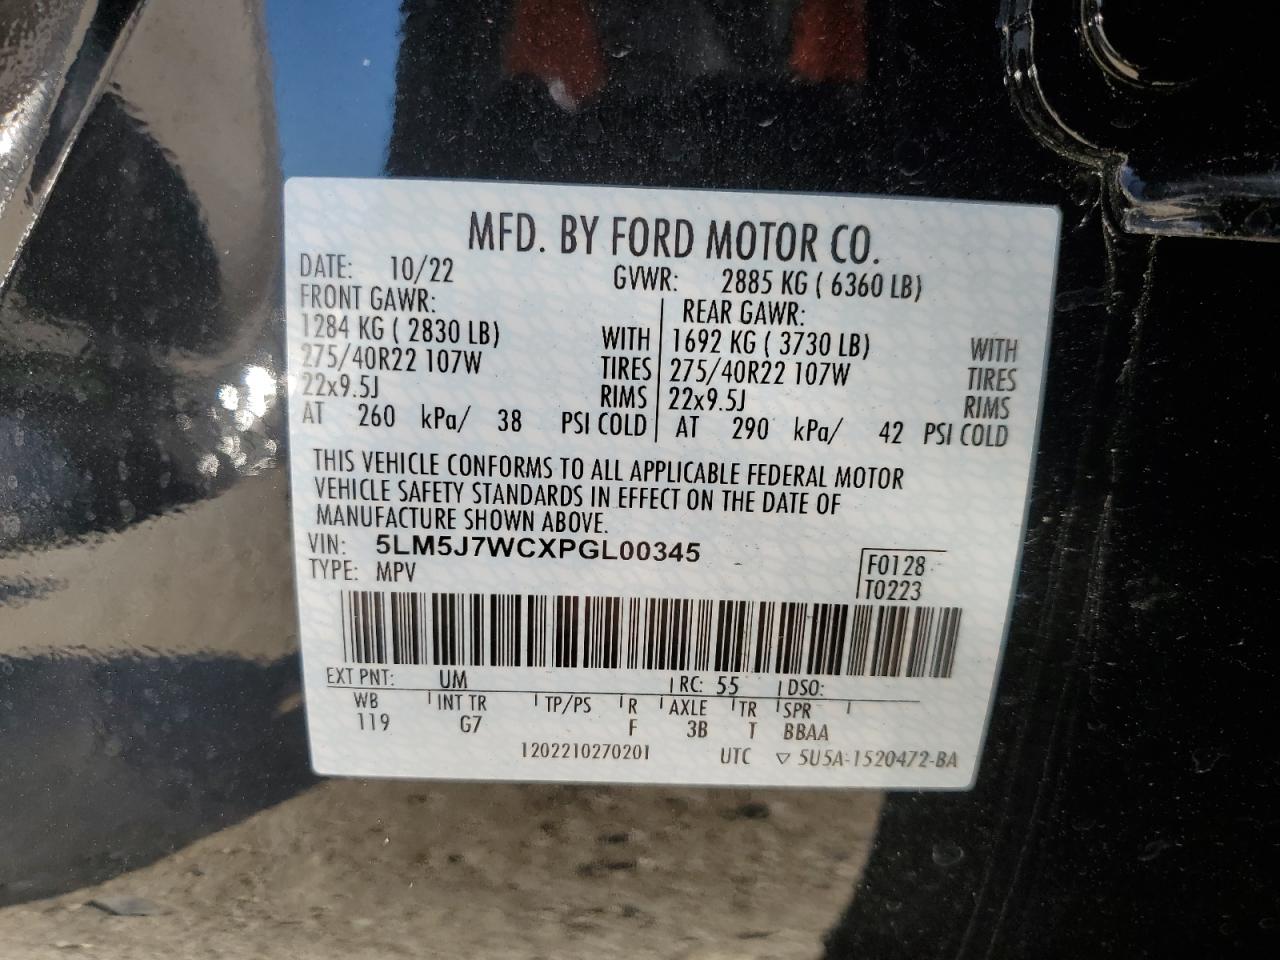 MFD. BY FORD MOTOR CO.
DATE: 10/22 GVWR: 2885 KG ( 6360 LB)
FRONT GAWR: REAR GAWR:
1284 KG ( 2830 LB) WITH 1692 KG ( 3730 LB) WITH
275/40R22 107W TIRES 275/40R22 107W TIRES
22x9.5J RIMS 22x9.5J RIMS
AT 260 kPa/ 38 PSI COLD AT 290 kPa/ 42 PSI COLD
THIS VEHICLE CONFORMS TO ALL APPLICABLE FEDERAL MOTOR
VEHICLE SAFETY STANDARDS IN EFFECT ON THE DATE OF
MANUFACTURE SHOWN ABOVE.
VIN: 5LM5J7WCXPGL00345 F0128
TYPE: MPV T0223
EXT PNT: UM RC: 55 DSO:
WB INT TR TP/PS R AXLE TR SPR
119 G7 F 3B T BBAA
1202210270201 UTC ▽ 5U5A-1520472-BA